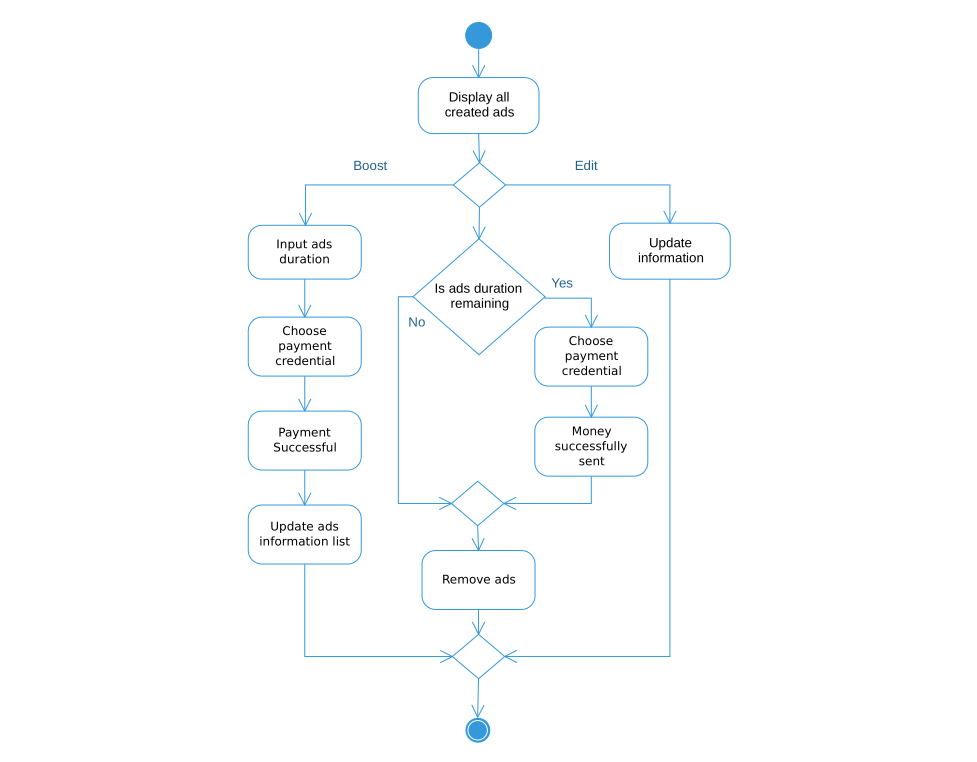 Display all
created ads
Boost
Edit
Input ads
duration
Update
information
Is ads duration
remaining
Yes
No
Choose
payment
credential
Choose
payment
credential
Payment
Successful
Money
successfully
sent
Update ads
information list
Remove ads